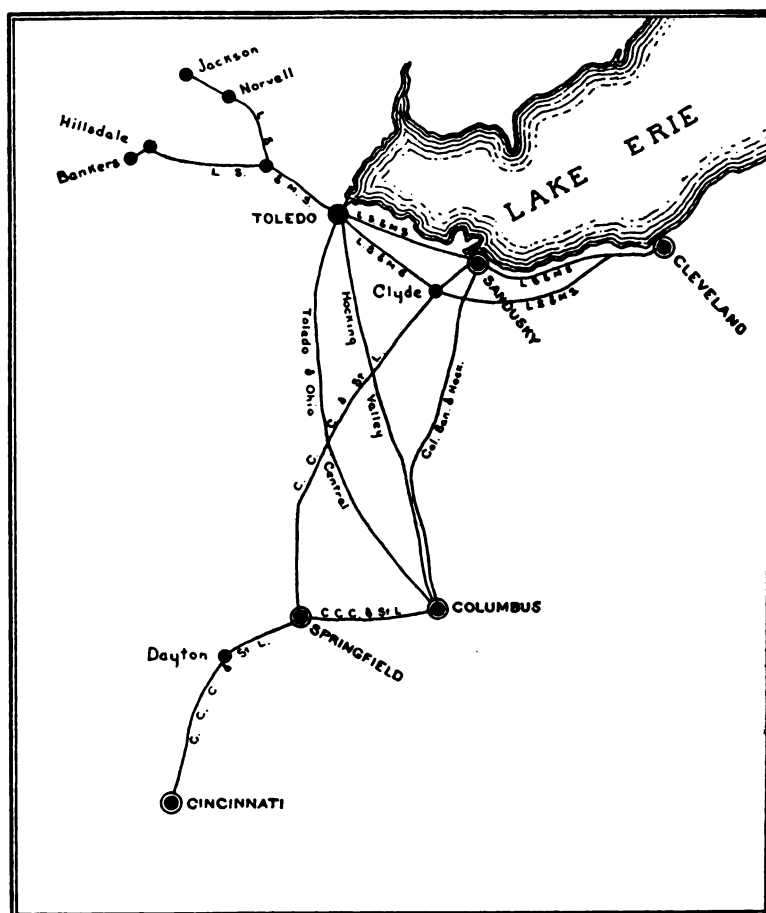 Jackson
Norvell
Hillsdale
Bankers
L. S.
L. S.
& M. S.
TOLEDO
LAKE ERIE
L S & M S
L S & M S
Clyde
SANDUSKY
L S & M S
L S & M S
CLEVELAND
Toledo & Ohio Central
Hocking Valley
Col. San. & Hock.
C. C. C. & St L.
C C C. & St L
COLUMBUS
SPRINGFIELD
Dayton
C. C. C & St L.
CINCINNATI